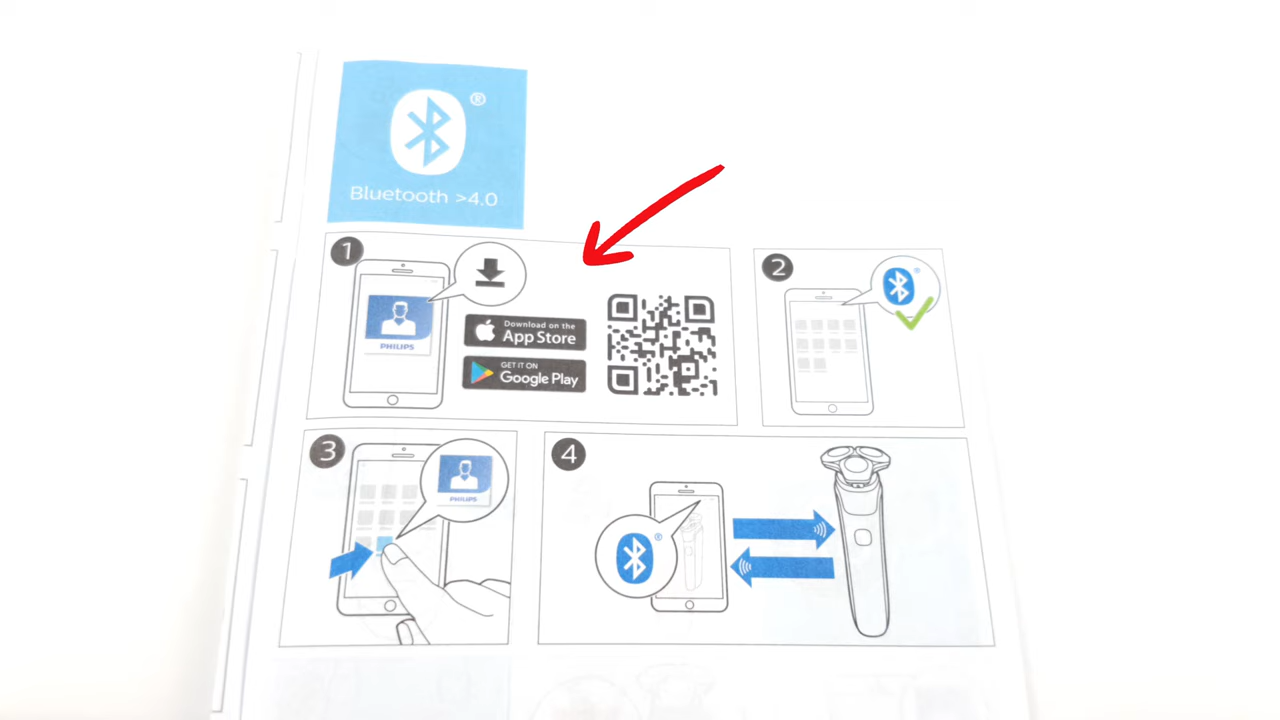 ®
Bluetooth >4.0
1
PHILIPS
Download on the
App Store
GET IT ON
Google Play
2
®
3
PHILIPS
4
®